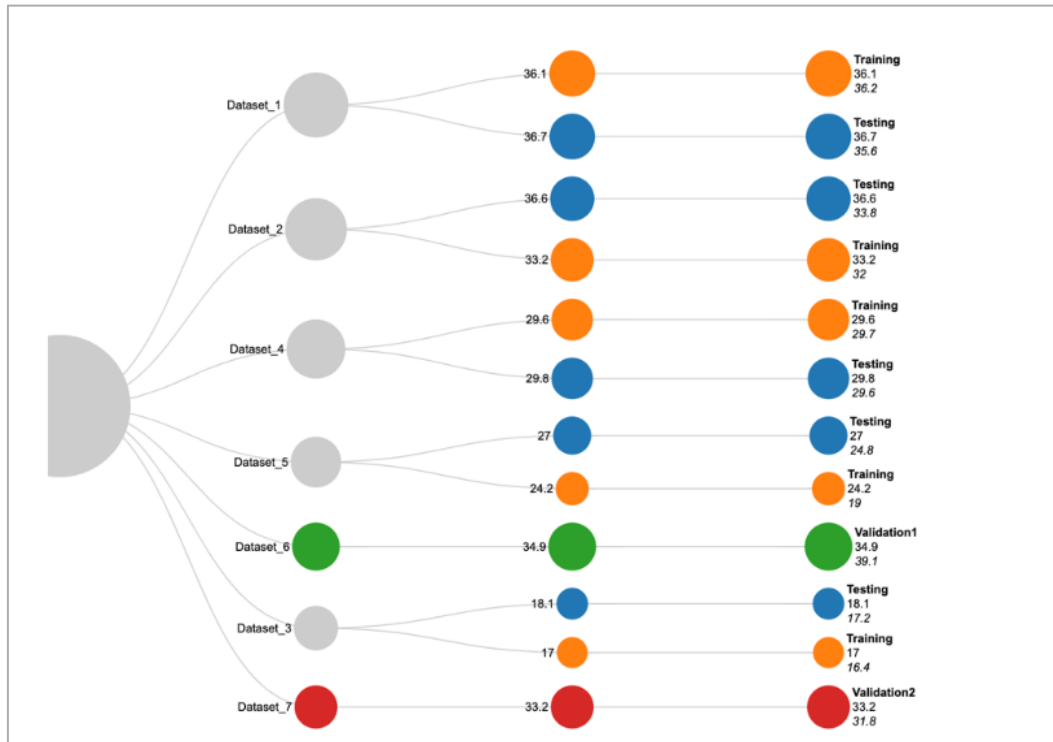 Dataset_1
36.1
Training
36.1
36.2
36.7
Testing
36.7
35.6
Dataset_2
36.6
Testing
36.6
33.8
33.2
Training
33.2
32
Dataset_4
29.6
Training
29.6
29.7
29.8
Testing
29.8
29.6
Dataset_5
27
Testing
27
24.8
24.2
Training
24.2
19
Dataset_6
34.9
Validation1
34.9
39.1
Dataset_3
18.1
Testing
18.1
17.2
17
Training
17
16.4
Dataset_7
33.2
Validation2
33.2
31.8